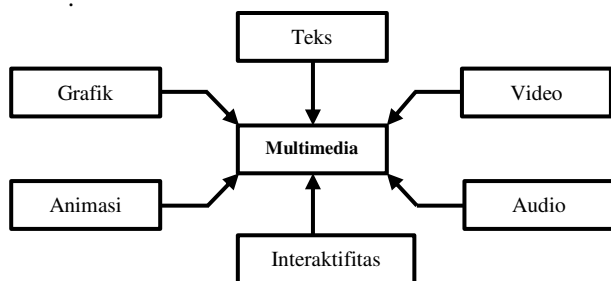 Teks
Grafik
Video
Multimedia
Animasi
Audio
Interaktifitas